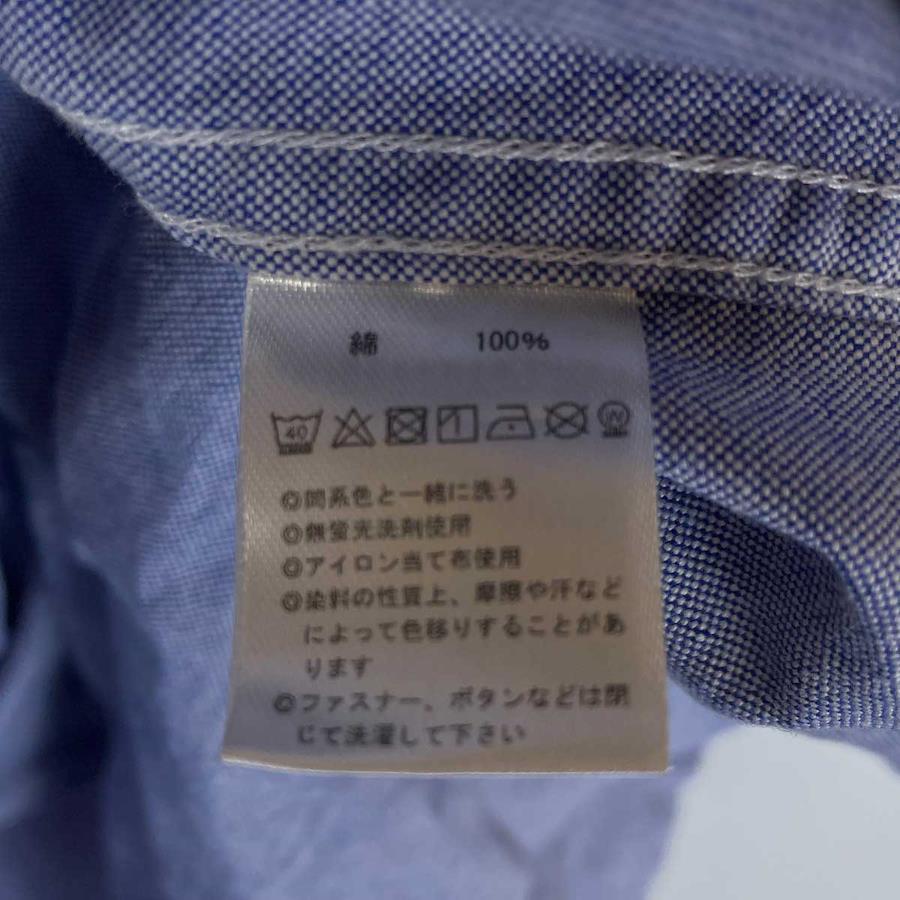 綿 100%
40 W
◎同系色と一緒に洗う
◎無蛍光洗剤使用
◎アイロン当て布使用
◎染料の性質上、摩擦や汗など
によって色移りすることがあ
ります
◎ファスナー、ボタンなどは閉
じて洗濯して下さい